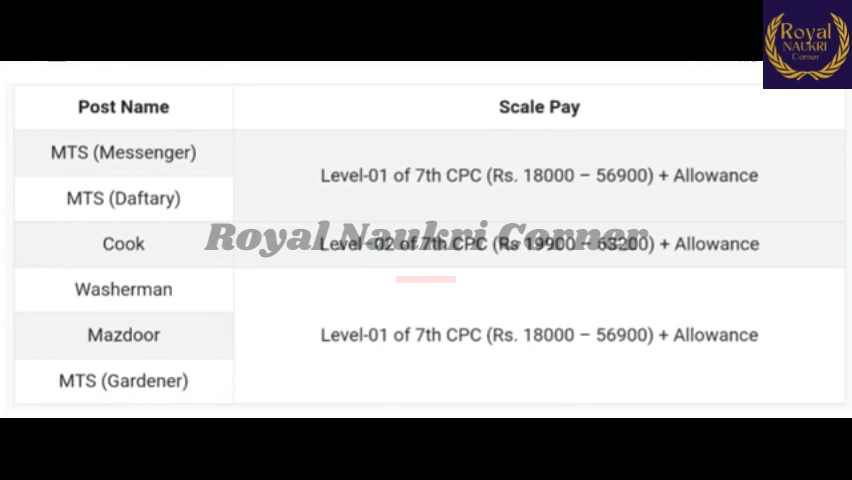 Royal
NAUKRI
Corner
Post Name
Scale Pay
MTS (Messenger)
Level-01 of 7th CPC (Rs. 18000 – 56900) + Allowance
MTS (Daftary)
Royal Naukri Corner
Cook
Level-02 of 7th CPC (Rs 19900 – 63200) + Allowance
Washerman
Mazdoor
Level-01 of 7th CPC (Rs. 18000 – 56900) + Allowance
MTS (Gardener)